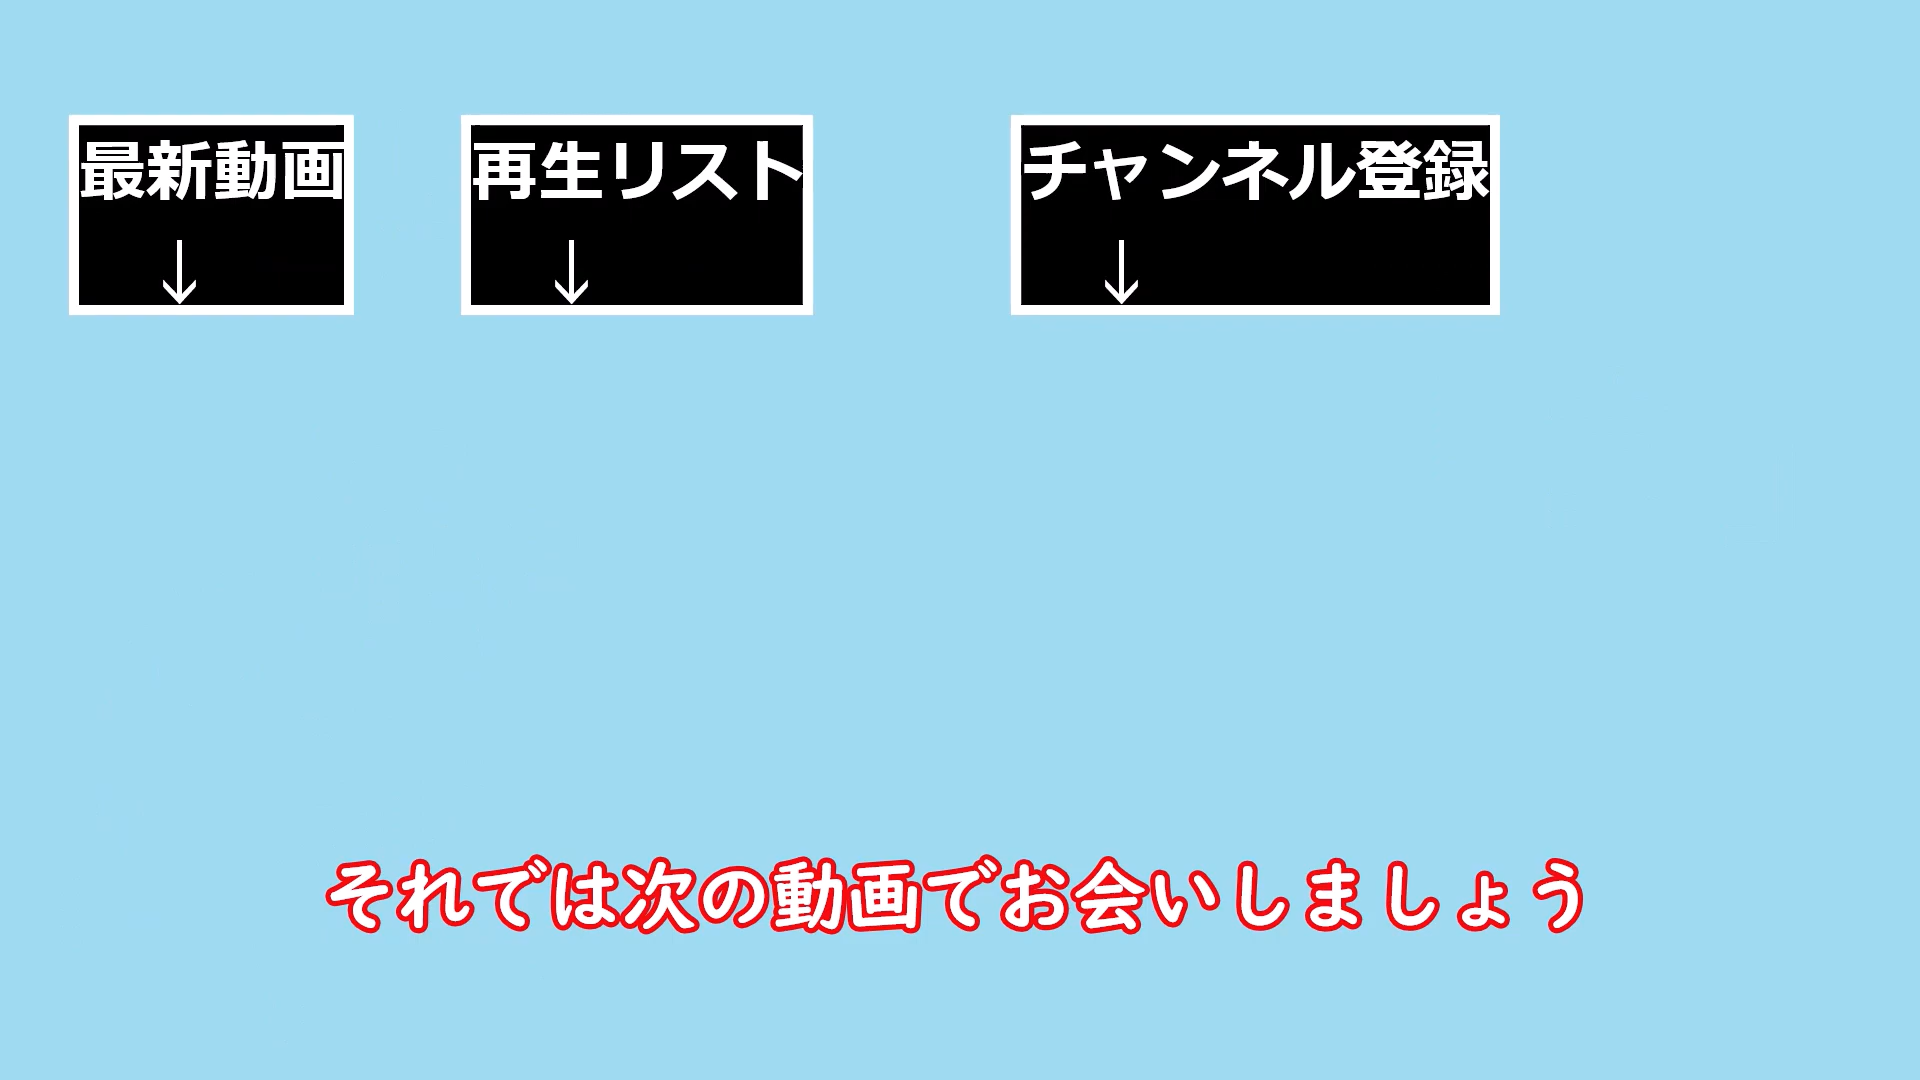 最新動画
↓
再生リスト
↓
チャンネル登録
↓
それでは次の動画でお会いしましょう